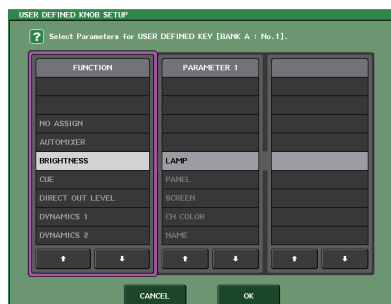 USER DEFINED KNOB SETUP
? Select Parameters for USER DEFINED KEY [BANK A : No.1].
FUNCTION
NO ASSIGN
AUTOMIXER
BRIGHTNESS
CUE
DIRECT OUT LEVEL
DYNAMICS 1
DYNAMICS 2
PARAMETER 1
LAMP
PANEL
SCREEN
CH COLOR
NAME
CANCEL
OK